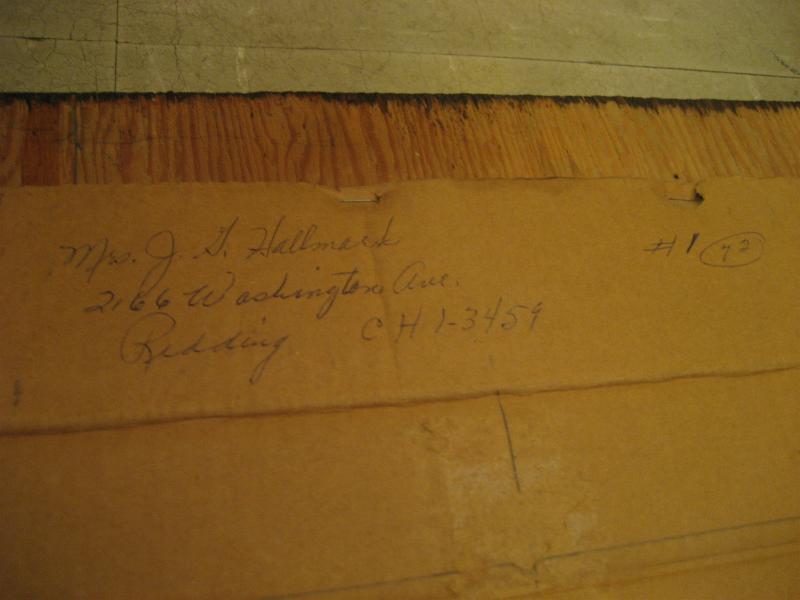 Mrs. J. G. Hallmark #1 72
2166 Washington Ave.
Redding CH 1-3459